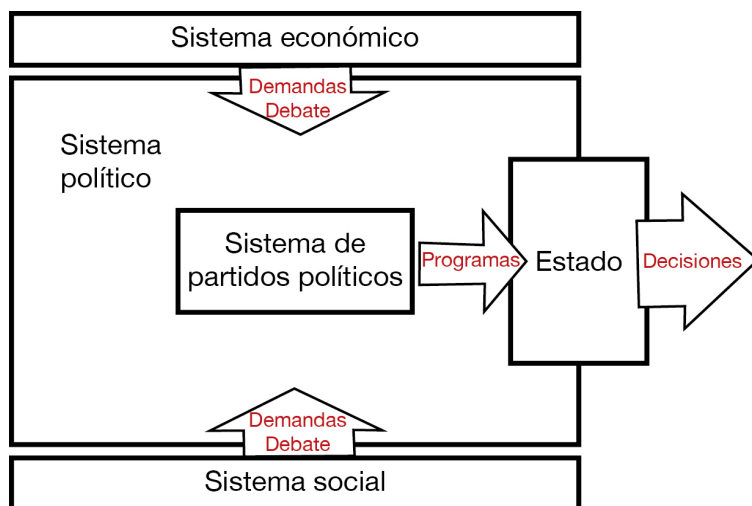 Sistema económico
Demandas
Debate
Sistema
político
Sistema de
partidos políticos
Programas
Estado
Decisiones
Demandas
Debate
Sistema social